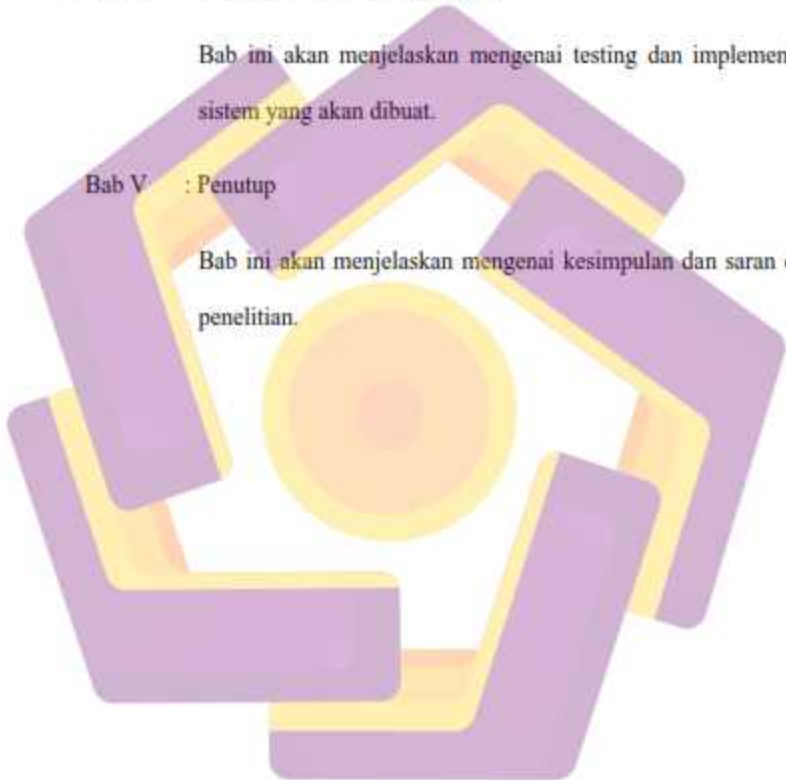 Bab ini akan menjelaskan mengenai testing dan implemen
sistem yang akan dibuat.
Bab V : Penutup
Bab ini akan menjelaskan mengenai kesimpulan dan saran
penelitian.